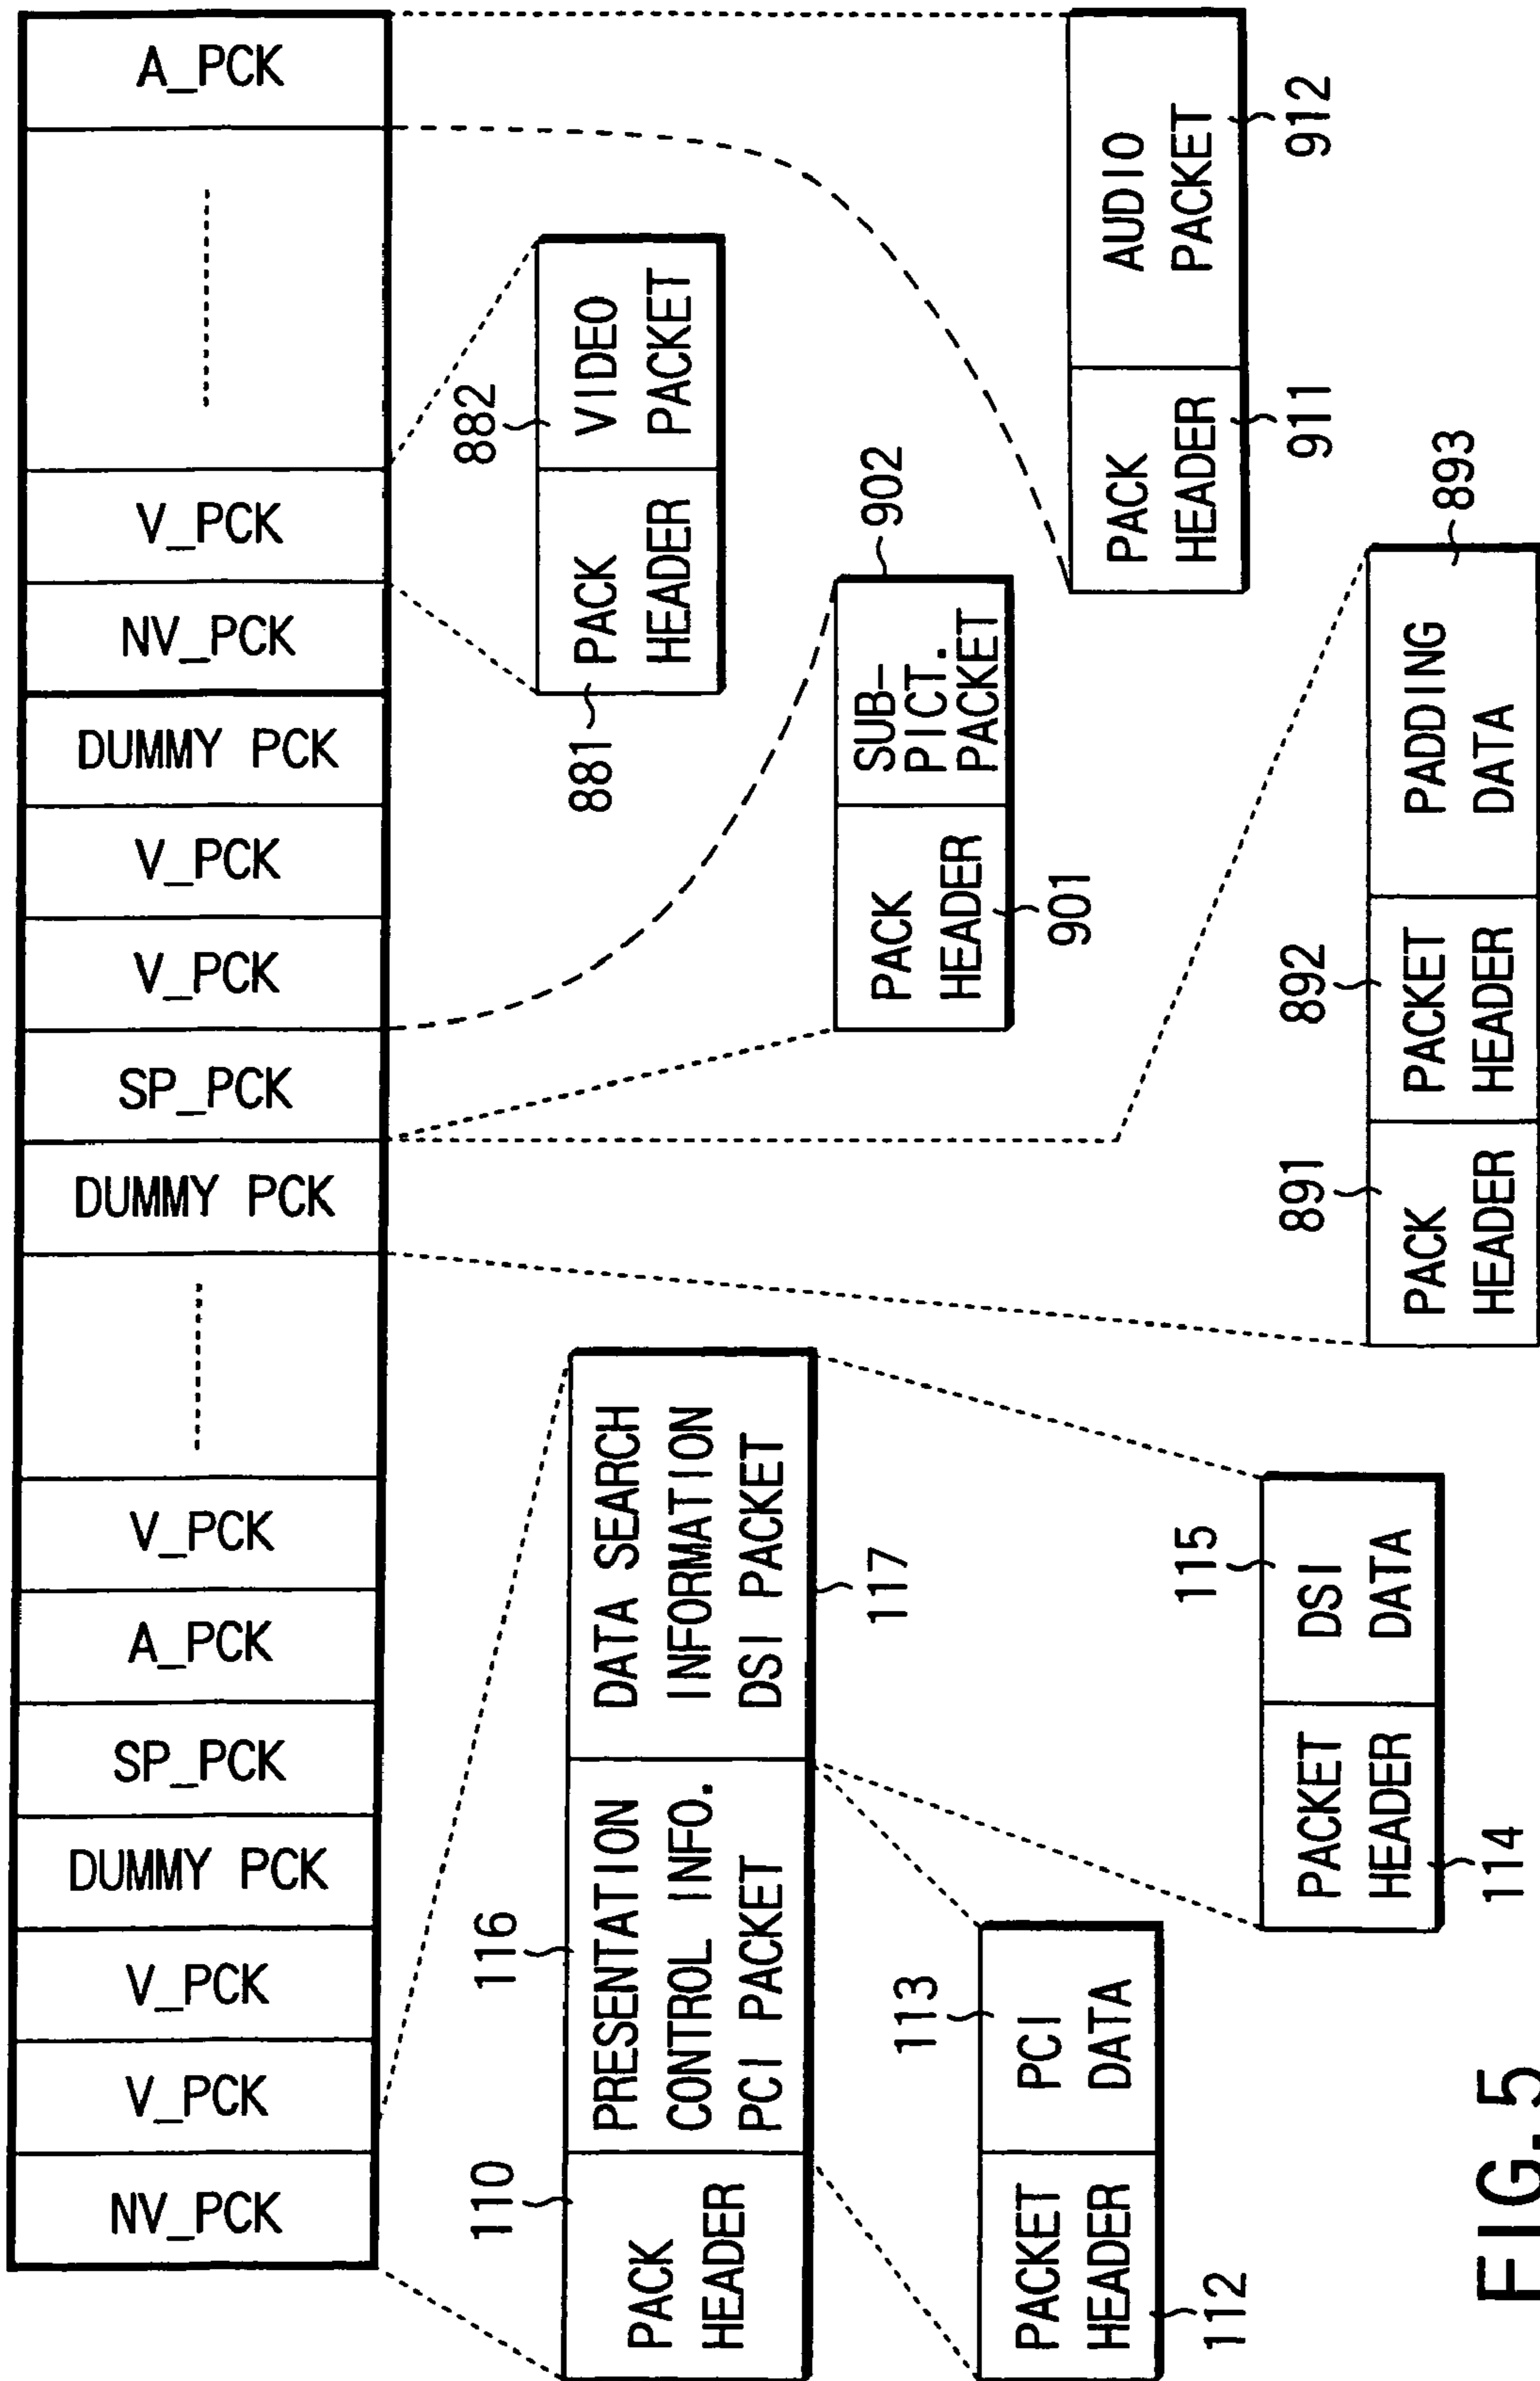 NV_PCK
V_PCK
V_PCK
DUMMY PCK
SP_PCK
A_PCK
V_PCK
DUMMY PCK
SP_PCK
V_PCK
V_PCK
DUMMY PCK
NV_PCK
V_PCK
A_PCK
110
PACK
HEADER
116
PRESENTATION
CONTROL INFO.
PCI PACKET
DATA SEARCH
INFORMATION
DSI PACKET
117
881
PACK
HEADER
882
VIDEO
PACKET
PACK
HEADER
901
SUB-
PICT.
PACKET
902
112
PACKET
HEADER
113
PCI
DATA
114
PACKET
HEADER
115
DSI
DATA
PACK
HEADER
911
AUDIO
PACKET
912
891
PACK
HEADER
892
PACKET
HEADER
PADDING
DATA
893
FIG. 5